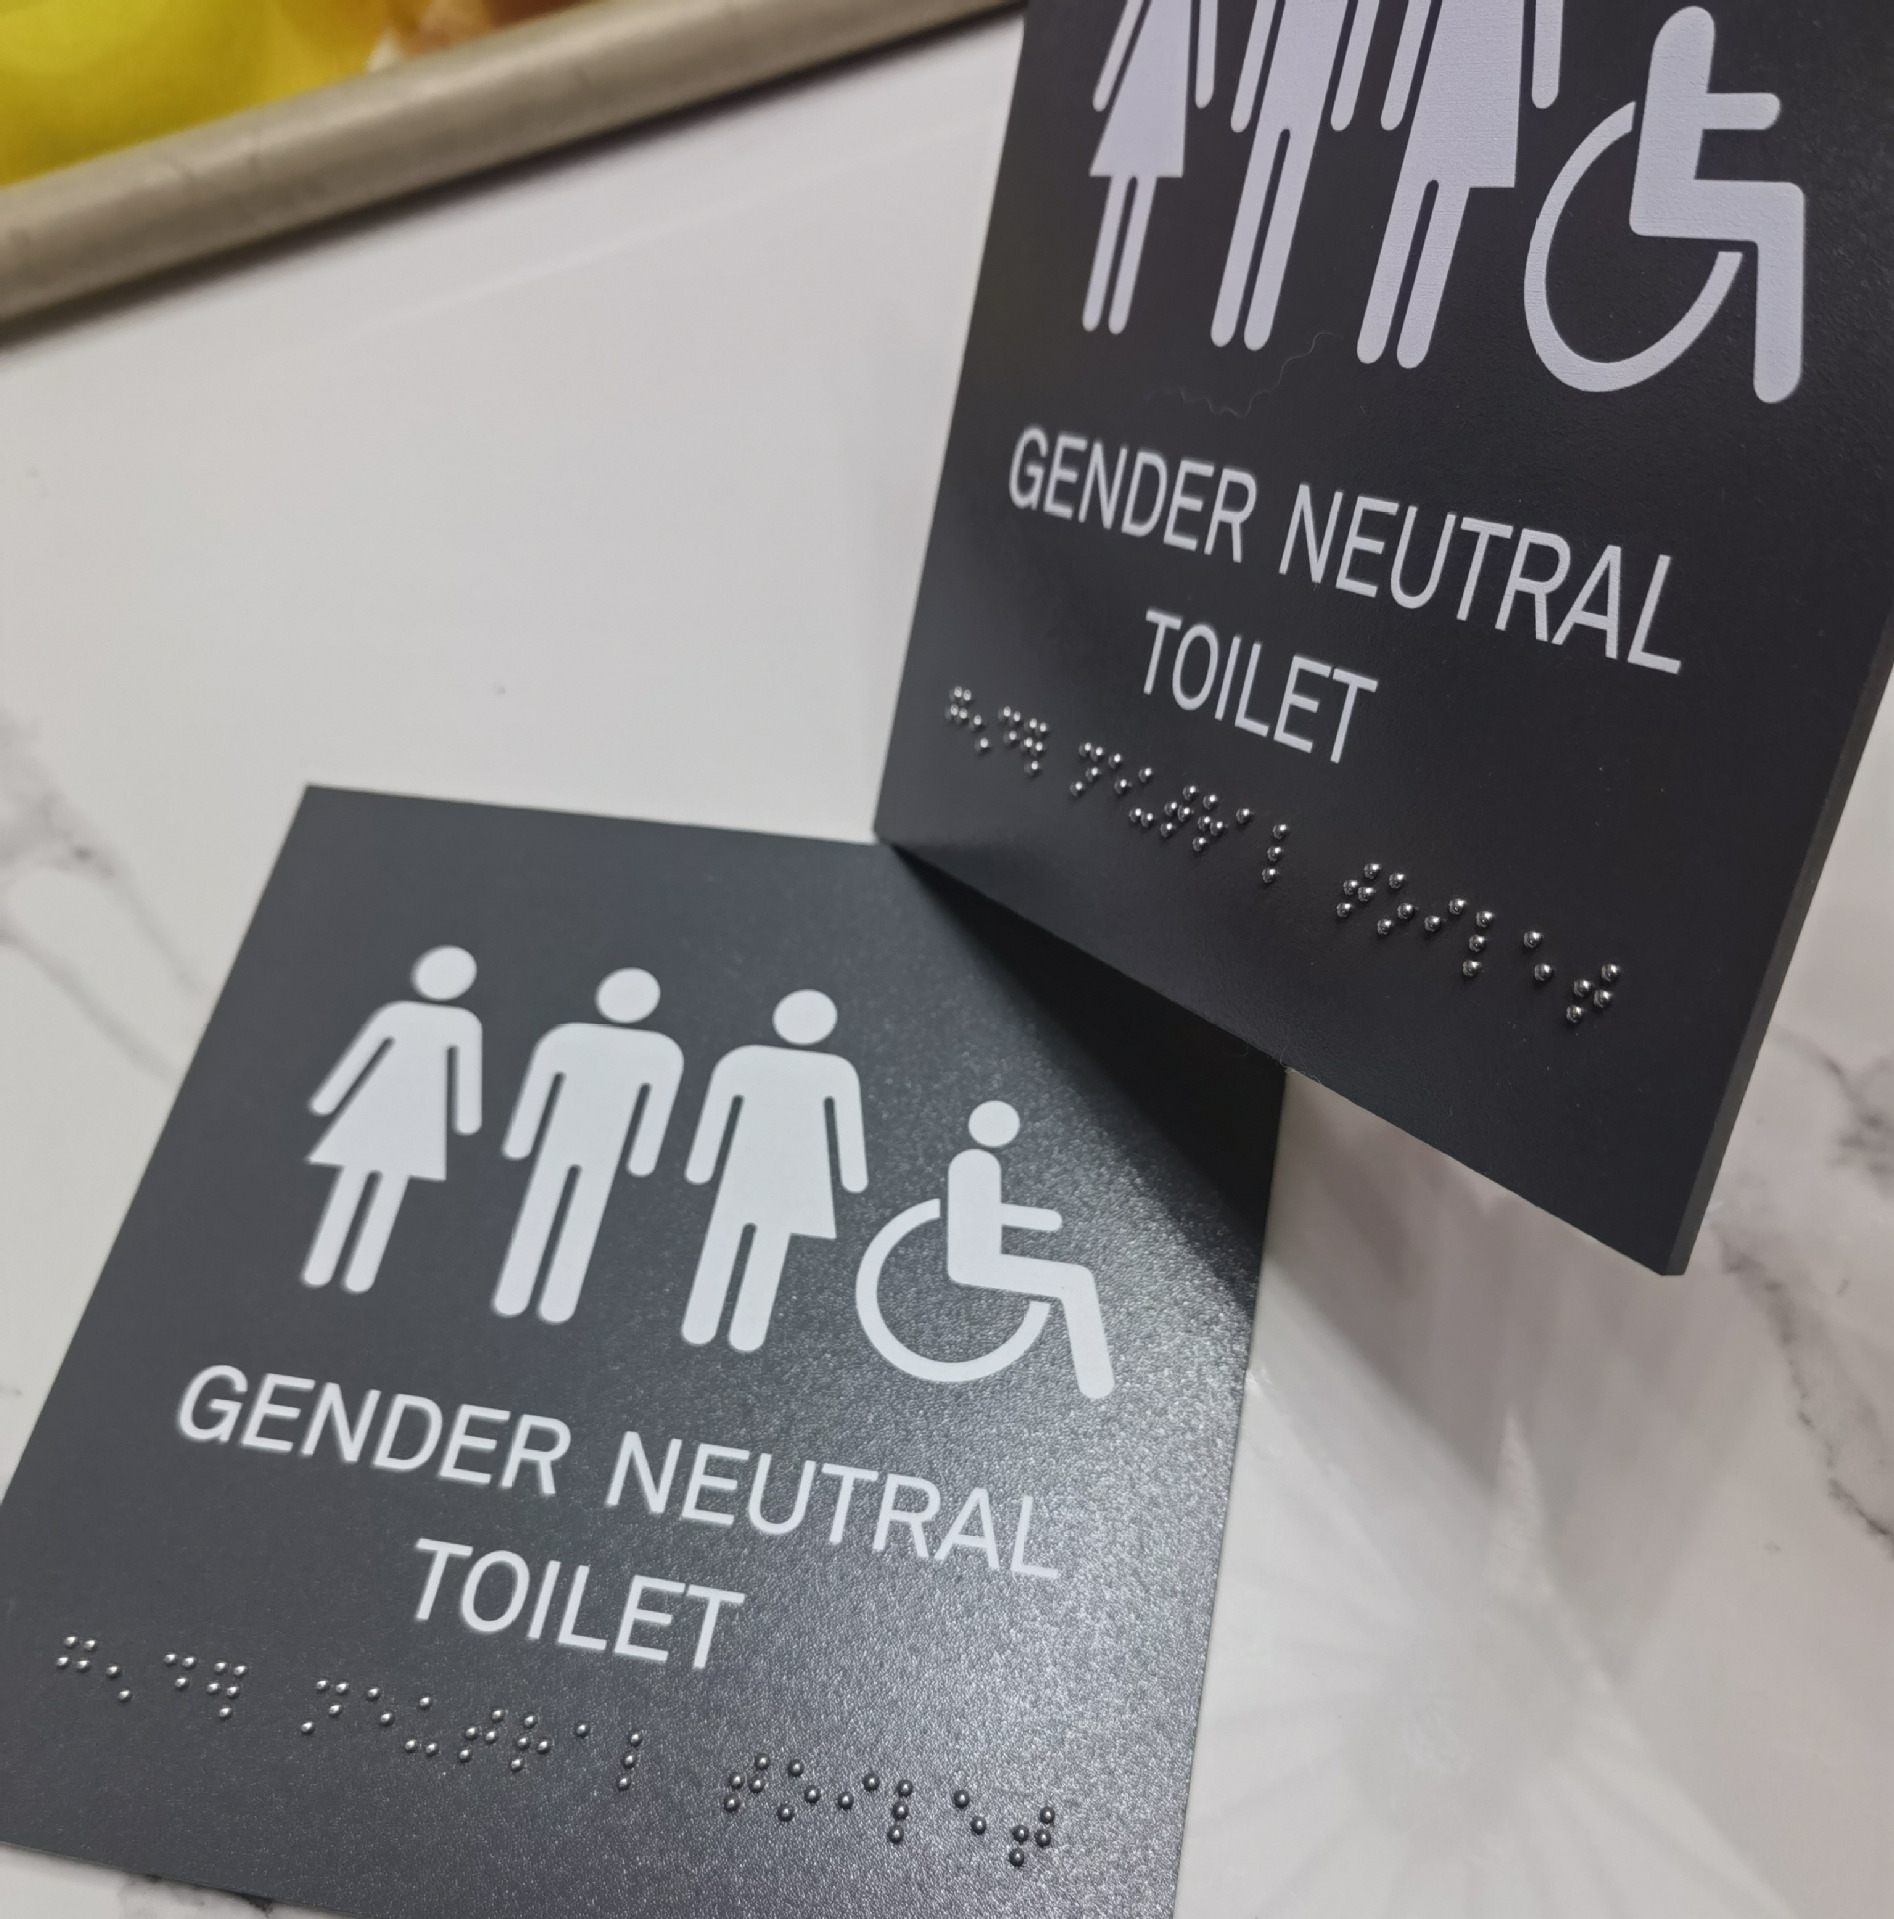 GENDER NEUTRAL
TOILET
⠛⠢⠙⠻ ⠝⠑⠥⠞⠗⠁⠇ ⠞⠕⠊⠇⠑⠞
GENDER NEUTRAL
TOILET
⠛⠢⠙⠻ ⠝⠑⠥⠞⠗⠁⠇ ⠞⠕⠊⠇⠑⠞